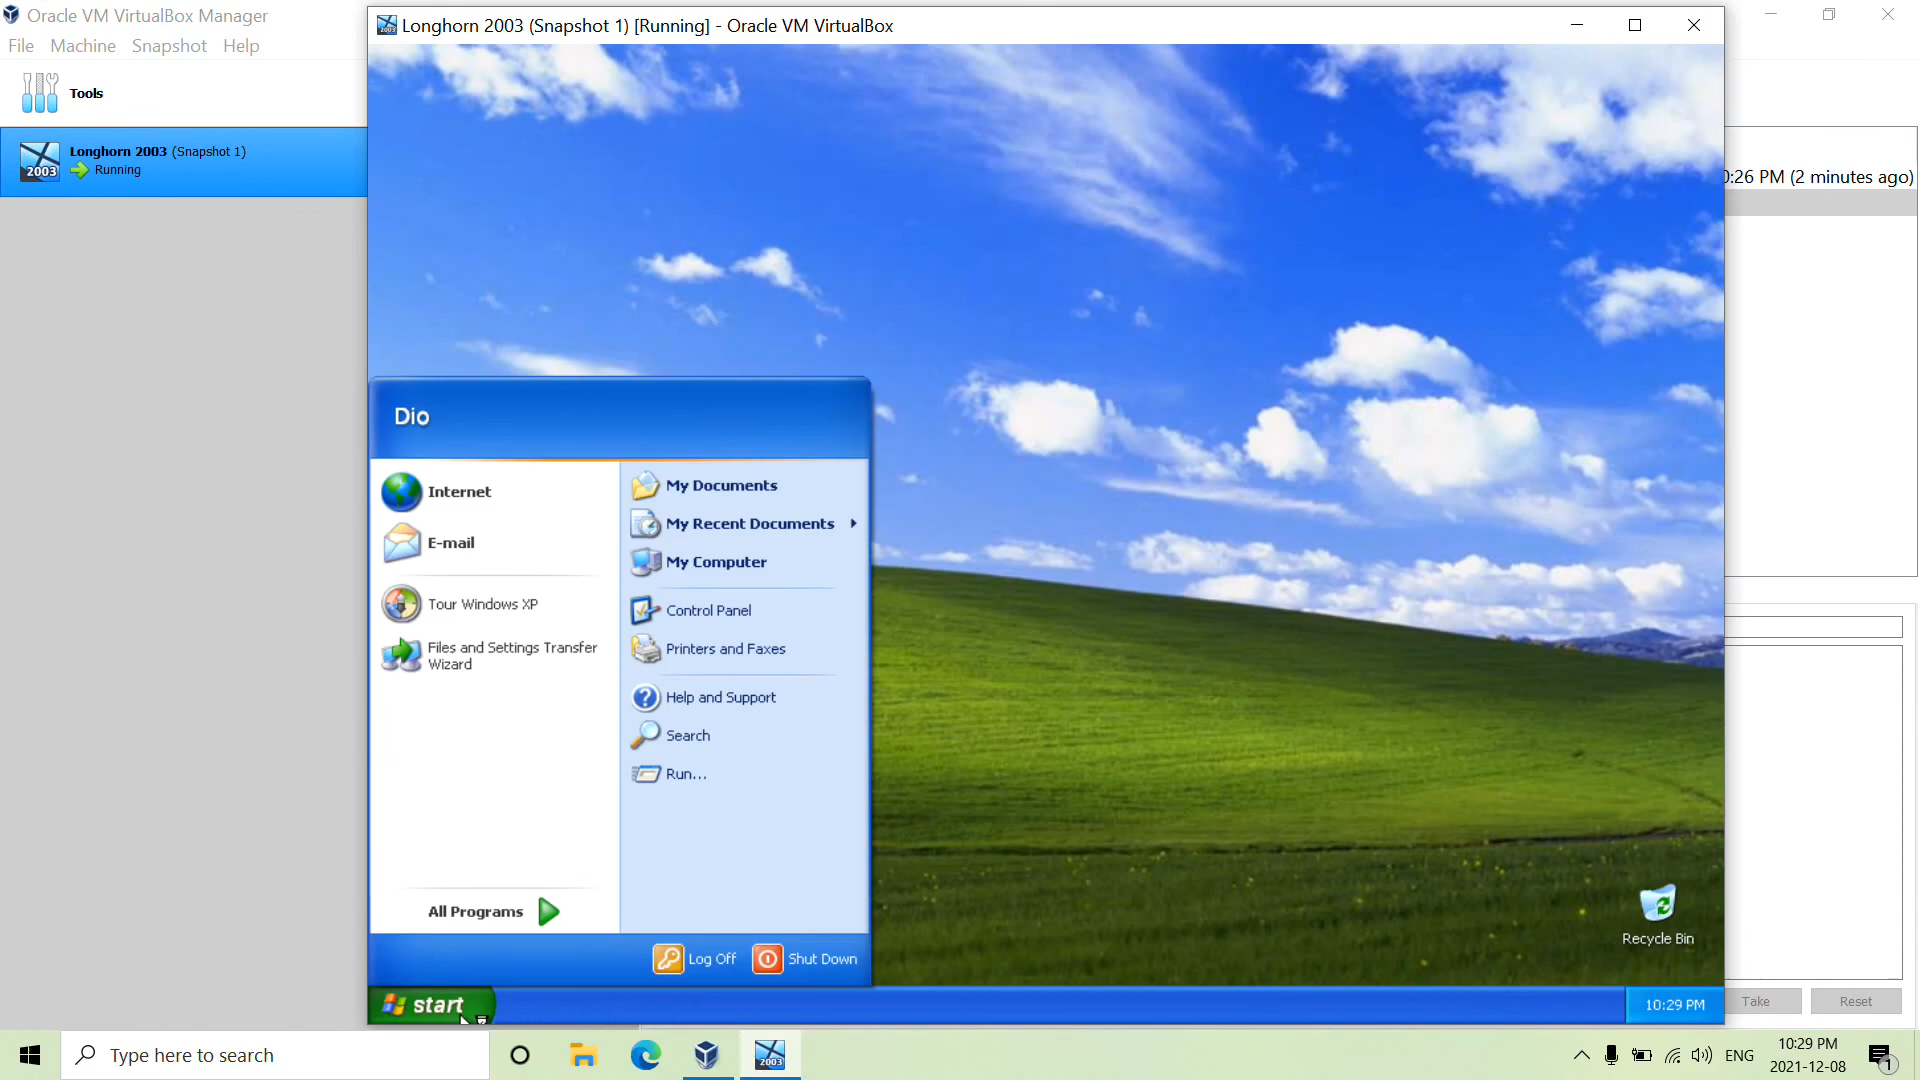 Oracle VM VirtualBox Manager
File Machine Snapshot Help
Tools
Longhorn 2003 (Snapshot 1)
Running
2003
Longhorn 2003 (Snapshot 1) [Running] - Oracle VM VirtualBox
0:26 PM (2 minutes ago)
Dio
Internet
E-mail
Tour Windows XP
Files and Settings Transfer
Wizard
All Programs
My Documents
My Recent Documents
My Computer
Control Panel
Printers and Faxes
Help and Support
Search
Run...
Log Off
Shut Down
Recycle Bin
start
10:29 PM
Take
Reset
Type here to search
2003
ENG
10:29 PM
2021-12-08
1